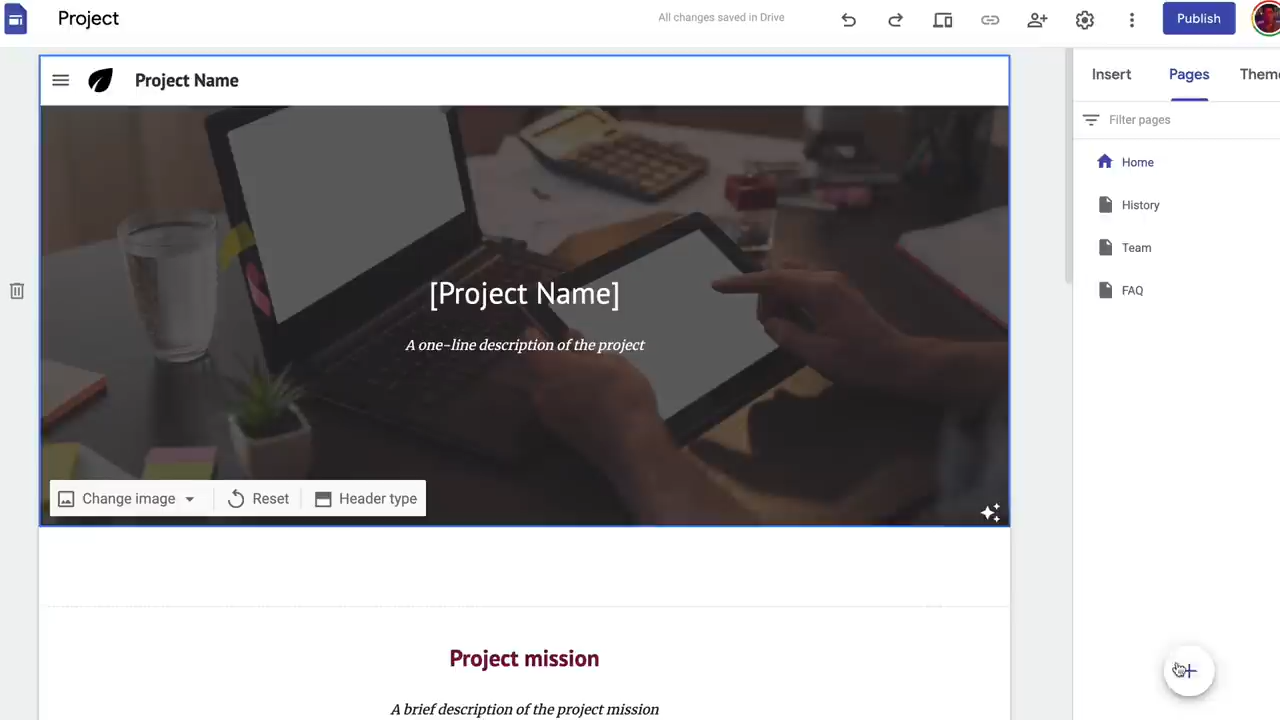 Project
All changes saved in Drive
Publish
Project Name
Insert
Pages
Theme
Filter pages
Home
History
Team
FAQ
[Project Name]
A one-line description of the project
Change image
Reset
Header type
Project mission
A brief description of the project mission